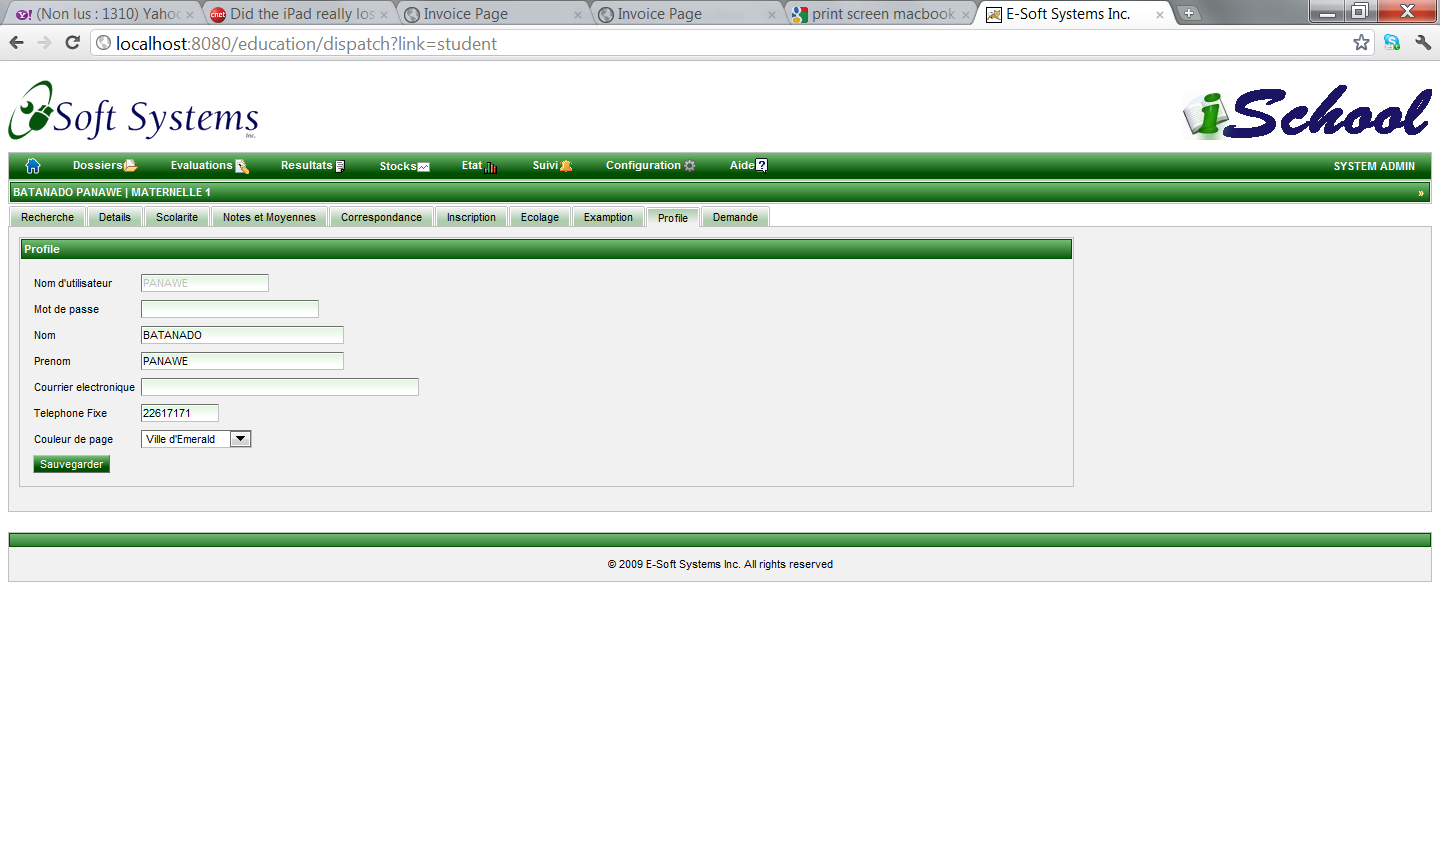 (Non lus : 1310) Yahoo
Did the iPad really los
Invoice Page
Invoice Page
print screen macbook
E-Soft Systems Inc.
localhost:8080/education/dispatch?link=student
Soft Systems
Inc.
iSchool
Dossiers Evaluations Resultats Stocks Etat Suivi Configuration Aide SYSTEM ADMIN
BATANADO PANAWE | MATERNELLE 1 »
Recherche Details Scolarite Notes et Moyennes Correspondance Inscription Ecolage Examption Profile Demande
Profile
Nom d'utilisateur PANAWE
Mot de passe
Nom BATANADO
Prenom PANAWE
Courrier electronique
Telephone Fixe 22617171
Couleur de page Ville d'Emerald
Sauvegarder
© 2009 E-Soft Systems Inc. All rights reserved